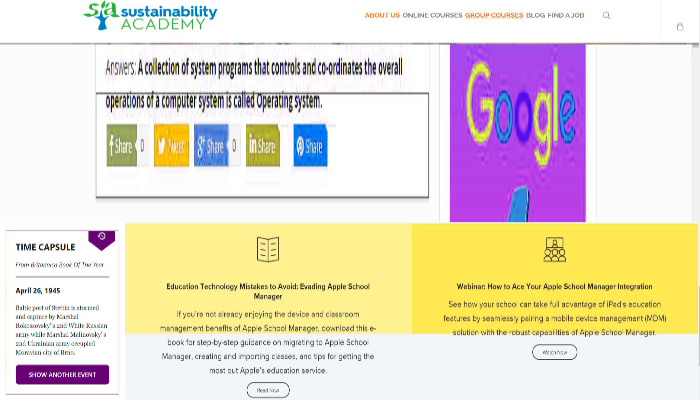 sa sustainability
ACADEMY
ABOUT US ONLINE COURSES GROUP COURSES BLOG FIND A JOB
Answers: A collection of system programs that controls and co-ordinates the overall
operations of a computer system is called Operating system.
f Share 0 Tweet g+ Share 0 in Share Share
Google
TIME CAPSULE
From Britannica Book Of The Year
April 26, 1945
Baltic port of Stettin is stormed
and capture by Marshal
Rokossovsky's 2nd White Russian
army while Marshal Malinovsky's
2nd Ukrainian army occupied
Moravian city of Brno.
SHOW ANOTHER EVENT
Education Technology Mistakes to Avoid: Evading Apple School
Manager
If you're not already enjoying the device and classroom
management benefits of Apple School Manager, download this e-
book for step-by-step guidance on migrating to Apple School
Manager, creating and importing classes, and tips for getting the
most out Apple's education service.
Read Now
Webinar: How to Ace Your Apple School Manager Integration
See how your school can take full advantage of iPad's education
features by seamlessly pairing a mobile device management (MDM)
solution with the robust capabilities of Apple School Manager.
Watch Now